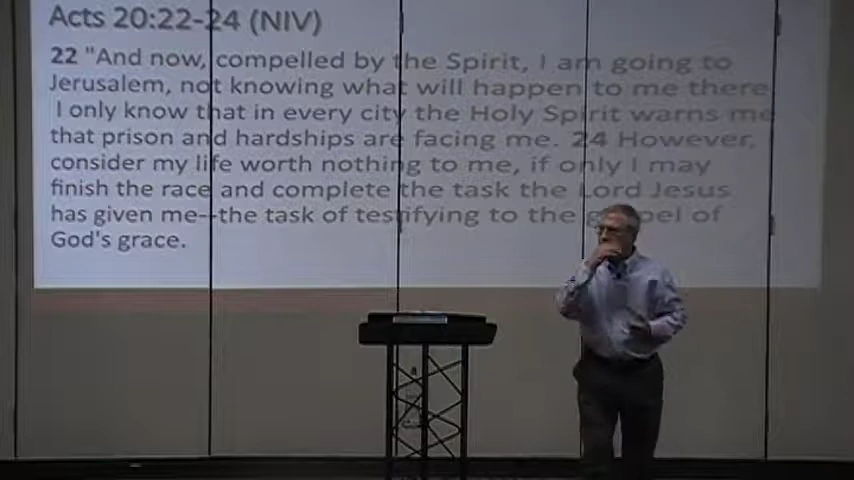 Acts 20:22-24 (NIV)
22 "And now, compelled by the Spirit, I am going to
Jerusalem, not knowing what will happen to me there
I only know that in every city the Holy Spirit warns me
that prison and hardships are facing me. 24 However,
consider my life worth nothing to me, if only I may
finish the race and complete the task the Lord Jesus
has given me--the task of testifying to the gospel of
God's grace.